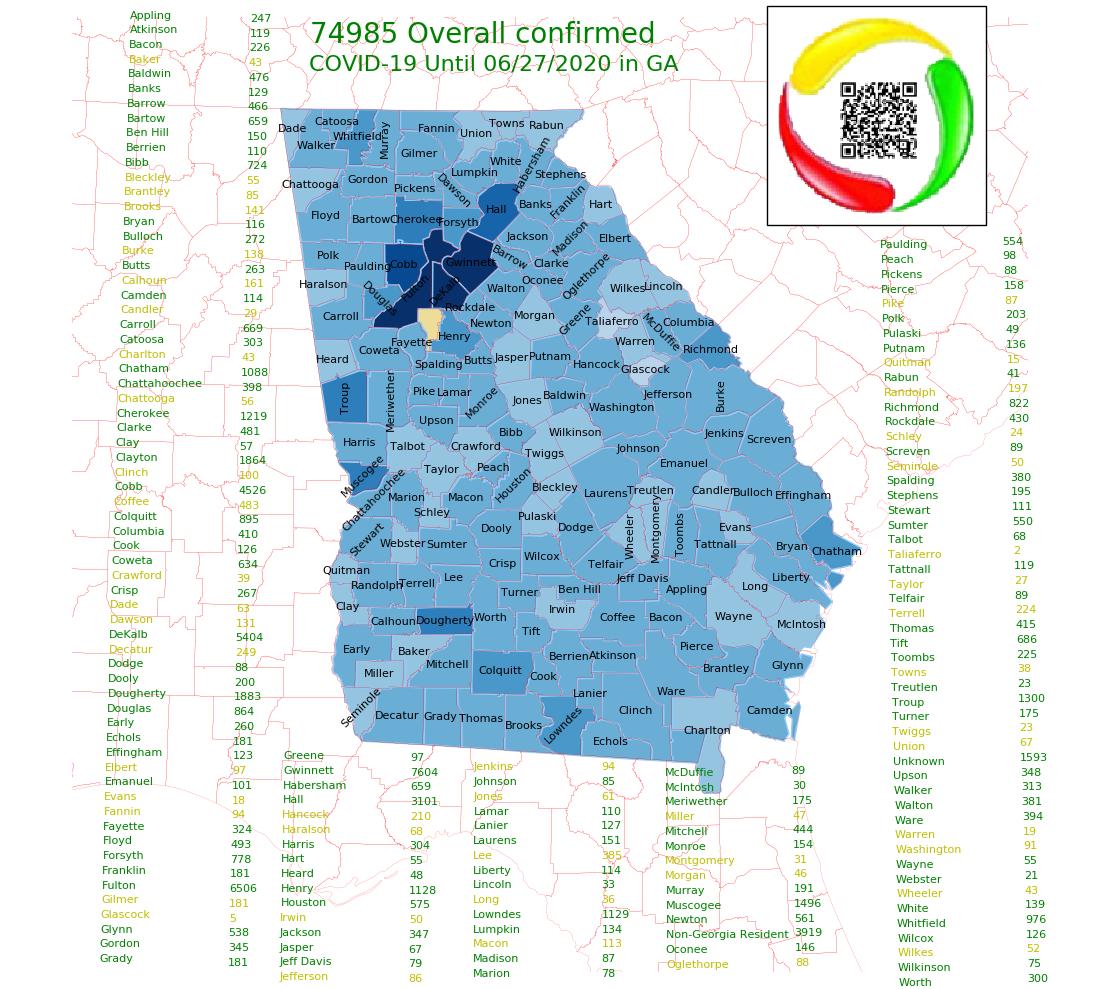 74985 Overall confirmed
COVID-19 Until 06/27/2020 in GA
Appling 247
Atkinson 119
Bacon 226
Baker 43
Baldwin 476
Banks 129
Barrow 466
Bartow 659
Ben Hill 150
Berrien 110
Bibb 724
Bleckley 55
Brantley 85
Brooks 141
Bryan 116
Bulloch 272
Burke 138
Butts 263
Calhoun 161
Camden 114
Candler 29
Carroll 669
Catoosa 303
Charlton 43
Chatham 1088
Chattahoochee 398
Chattooga 56
Cherokee 1219
Clarke 481
Clay 57
Clayton 1864
Clinch 100
Cobb 4526
Coffee 483
Colquitt 895
Columbia 410
Cook 126
Coweta 634
Crawford 39
Crisp 267
Dade 63
Dawson 131
DeKalb 5404
Decatur 249
Dodge 88
Dooly 200
Dougherty 1883
Douglas 864
Early 260
Echols 181
Effingham 123
Elbert 97
Emanuel 101
Evans 18
Fannin 94
Fayette 324
Floyd 493
Forsyth 778
Franklin 181
Fulton 6506
Gilmer 181
Glascock 5
Glynn 538
Gordon 345
Grady 181
Greene 97
Gwinnett 7604
Habersham 659
Hall 3101
Hancock 210
Haralson 68
Harris 304
Hart 55
Heard 48
Henry 1128
Houston 575
Irwin 50
Jackson 347
Jasper 67
Jeff Davis 79
Jefferson 86
Jenkins 94
Johnson 85
Jones 61
Lamar 110
Lanier 127
Laurens 151
Lee 385
Liberty 114
Lincoln 33
Long 36
Lowndes 1129
Lumpkin 134
Macon 113
Madison 87
Marion 78
McDuffie 89
McIntosh 30
Meriwether 175
Miller 47
Mitchell 444
Monroe 154
Montgomery 31
Morgan 46
Murray 191
Muscogee 1496
Newton 561
Non-Georgia Resident 3919
Oconee 146
Oglethorpe 88
Paulding 554
Peach 98
Pickens 88
Pierce 158
Pike 87
Polk 203
Pulaski 49
Putnam 136
Quitman 15
Rabun 41
Randolph 197
Richmond 822
Rockdale 430
Schley 24
Screven 89
Seminole 50
Spalding 380
Stephens 195
Stewart 111
Sumter 550
Talbot 68
Taliaferro 2
Tattnall 119
Taylor 27
Telfair 89
Terrell 224
Thomas 415
Tift 686
Toombs 225
Towns 38
Treutlen 23
Troup 1300
Turner 175
Twiggs 23
Union 67
Unknown 1593
Upson 348
Walker 313
Walton 381
Ware 394
Warren 19
Washington 91
Wayne 55
Webster 21
Wheeler 43
White 139
Whitfield 976
Wilcox 126
Wilkes 52
Wilkinson 75
Worth 300
Dade Catoosa Whitfield Murray Fannin Union Towns Rabun
Walker Gilmer White Habersham
Chattooga Gordon Pickens Lumpkin Dawson Stephens
Floyd Bartow Cherokee Forsyth Hall Banks Franklin Hart
Polk Paulding Cobb Gwinnett Jackson Madison Elbert
Haralson Douglas Fulton DeKalb Barrow Clarke Oconee Oglethorpe Wilkes Lincoln
Carroll Rockdale Walton Newton Morgan Greene Taliaferro McDuffie Columbia
Heard Coweta Fayette Henry Spalding Butts Jasper Putnam Hancock Warren Glascock Richmond
Troup Meriwether Pike Lamar Monroe Jones Baldwin Washington Jefferson Burke
Harris Upson Bibb Wilkinson Jenkins Screven
Talbot Crawford Twiggs Johnson Emanuel
Muscogee Taylor Peach Houston Bleckley Laurens Treutlen Candler Bulloch Effingham
Chattahoochee Marion Macon Schley Pulaski Dodge Wheeler Montgomery Toombs Evans
Stewart Webster Sumter Dooly Wilcox Telfair Tattnall Bryan Chatham
Quitman Randolph Terrell Lee Crisp Turner Ben Hill Jeff Davis Appling Long Liberty
Clay Calhoun Dougherty Worth Irwin Coffee Bacon Wayne McIntosh
Early Baker Mitchell Tift Berrien Atkinson Pierce Brantley Glynn
Miller Colquitt Cook Lanier Ware
Seminole Decatur Grady Thomas Brooks Lowndes Clinch Camden
Echols Charlton